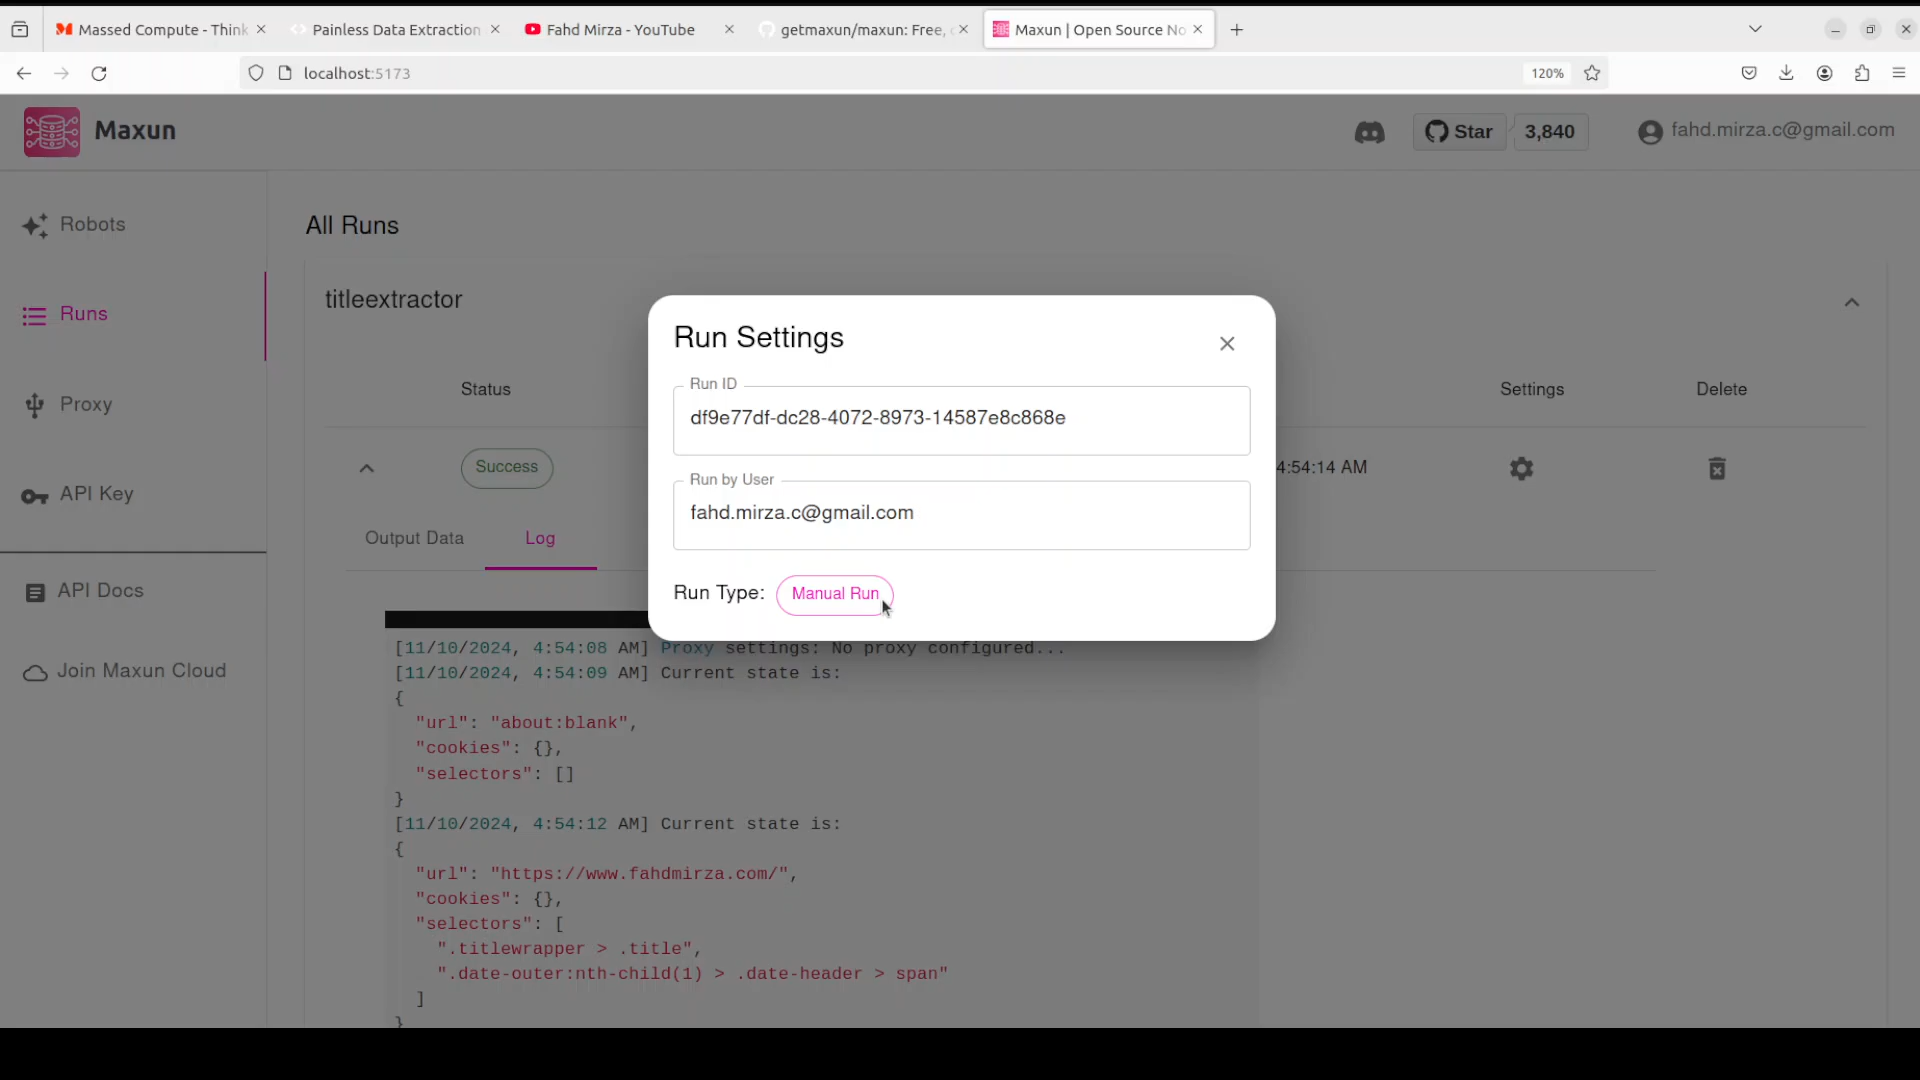 Massed Compute - Think
Painless Data Extraction
Fahd Mirza - YouTube
getmaxun/maxun: Free,
Maxun | Open Source No
localhost:5173
120%
Maxun
Star
3,840
fahd.mirza.c@gmail.com
Robots
Runs
Proxy
API Key
API Docs
Join Maxun Cloud
All Runs
titleextractor
Status
Settings
Delete
Success
4:54:14 AM
Output Data
Log
Run Settings
Run ID
df9e77df-dc28-4072-8973-14587e8c868e
Run by User
fahd.mirza.c@gmail.com
Run Type: Manual Run
[11/10/2024, 4:54:08 AM] Proxy settings: No proxy configured...
[11/10/2024, 4:54:09 AM] Current state is:
{
"url": "about:blank",
"cookies": {},
"selectors": []
}
[11/10/2024, 4:54:12 AM] Current state is:
{
"url": "https://www.fahdmirza.com/",
"cookies": {},
"selectors": [
".titlewrapper > .title",
".date-outer:nth-child(1) > .date-header > span"
]
}